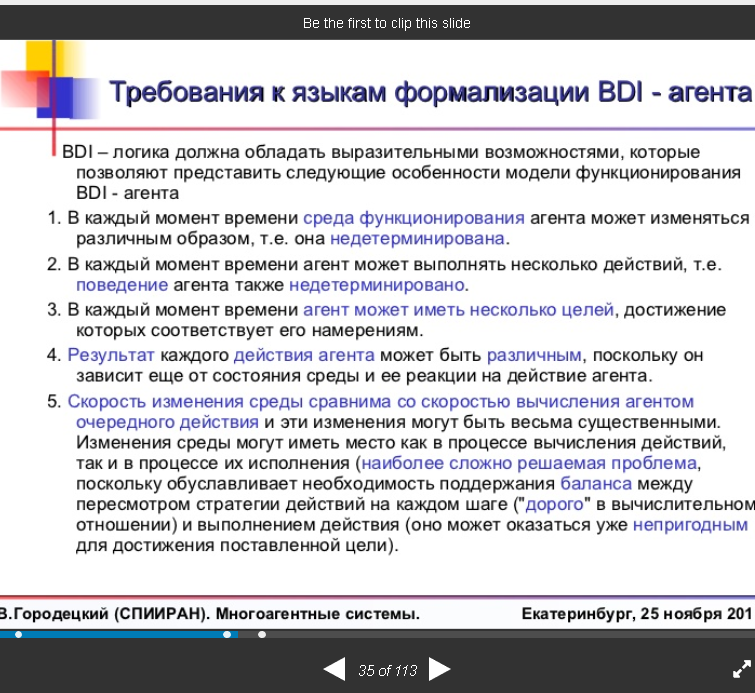 Be the first to clip this slide
Требования к языкам формализации BDI - агента
BDI – логика должна обладать выразительными возможностями, которые
позволяют представить следующие особенности модели функционирования
BDI - агента
1. В каждый момент времени среда функционирования агента может изменяться
различным образом, т.е. она недетерминирована.
2. В каждый момент времени агент может выполнять несколько действий, т.е.
поведение агента также недетерминировано.
3. В каждый момент времени агент может иметь несколько целей, достижение
которых соответствует его намерениям.
4. Результат каждого действия агента может быть различным, поскольку он
зависит еще от состояния среды и ее реакции на действие агента.
5. Скорость изменения среды сравнима со скоростью вычисления агентом
очередного действия и эти изменения могут быть весьма существенными.
Изменения среды могут иметь место как в процессе вычисления действий,
так и в процессе их исполнения (наиболее сложно решаемая проблема,
поскольку обуславливает необходимость поддержания баланса между
пересмотром стратегии действий на каждом шаге ("дорого" в вычислительном
отношении) и выполнением действия (оно может оказаться уже непригодным
для достижения поставленной цели).
В.Городецкий (СПИИРАН). Многоагентные системы. Екатеринбург, 25 ноября 201
35 of 113